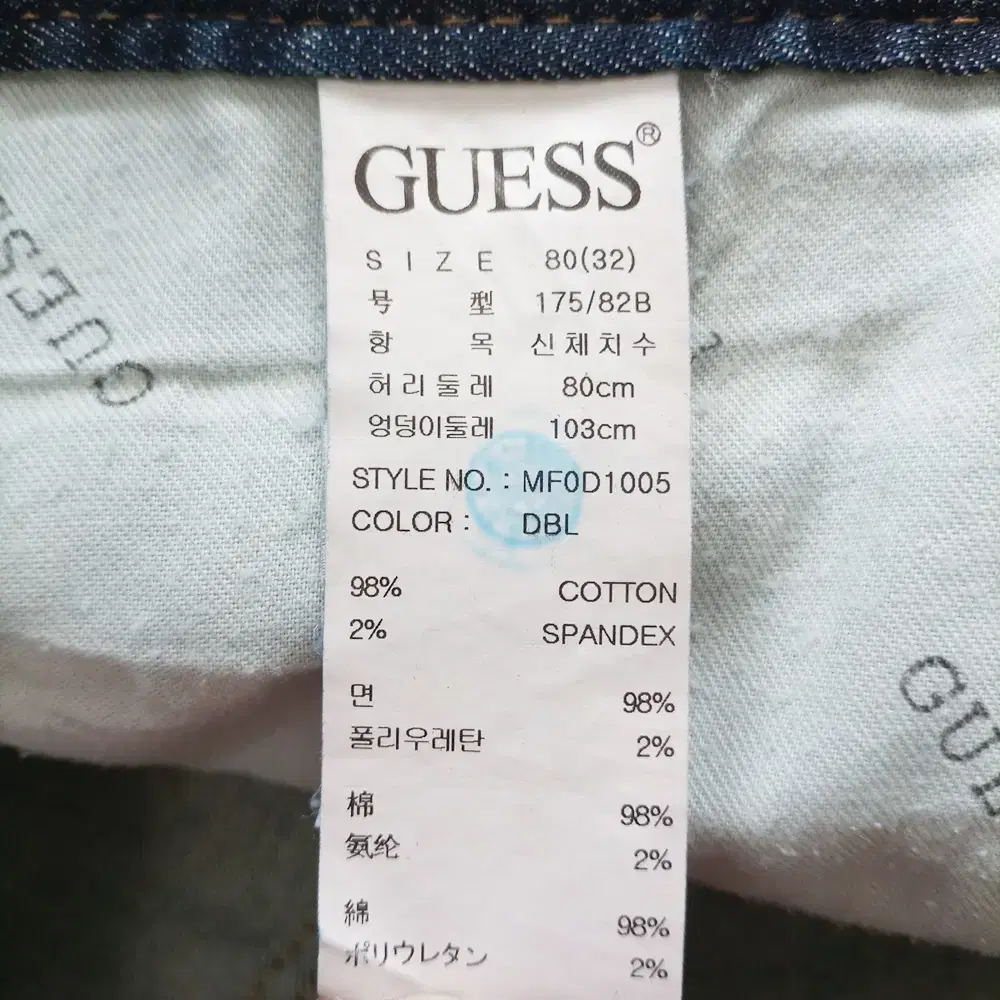 GUESS®
SIZE 80(32)
号型 175/82B
항목 신체치수
허리둘레 80cm
엉덩이둘레 103cm
STYLE NO. : MF0D1005
COLOR : DBL
98% COTTON
2% SPANDEX
면 98%
폴리우레탄 2%
棉 98%
氨纶 2%
綿 98%
ポリウレタン 2%
GUESS
GUE